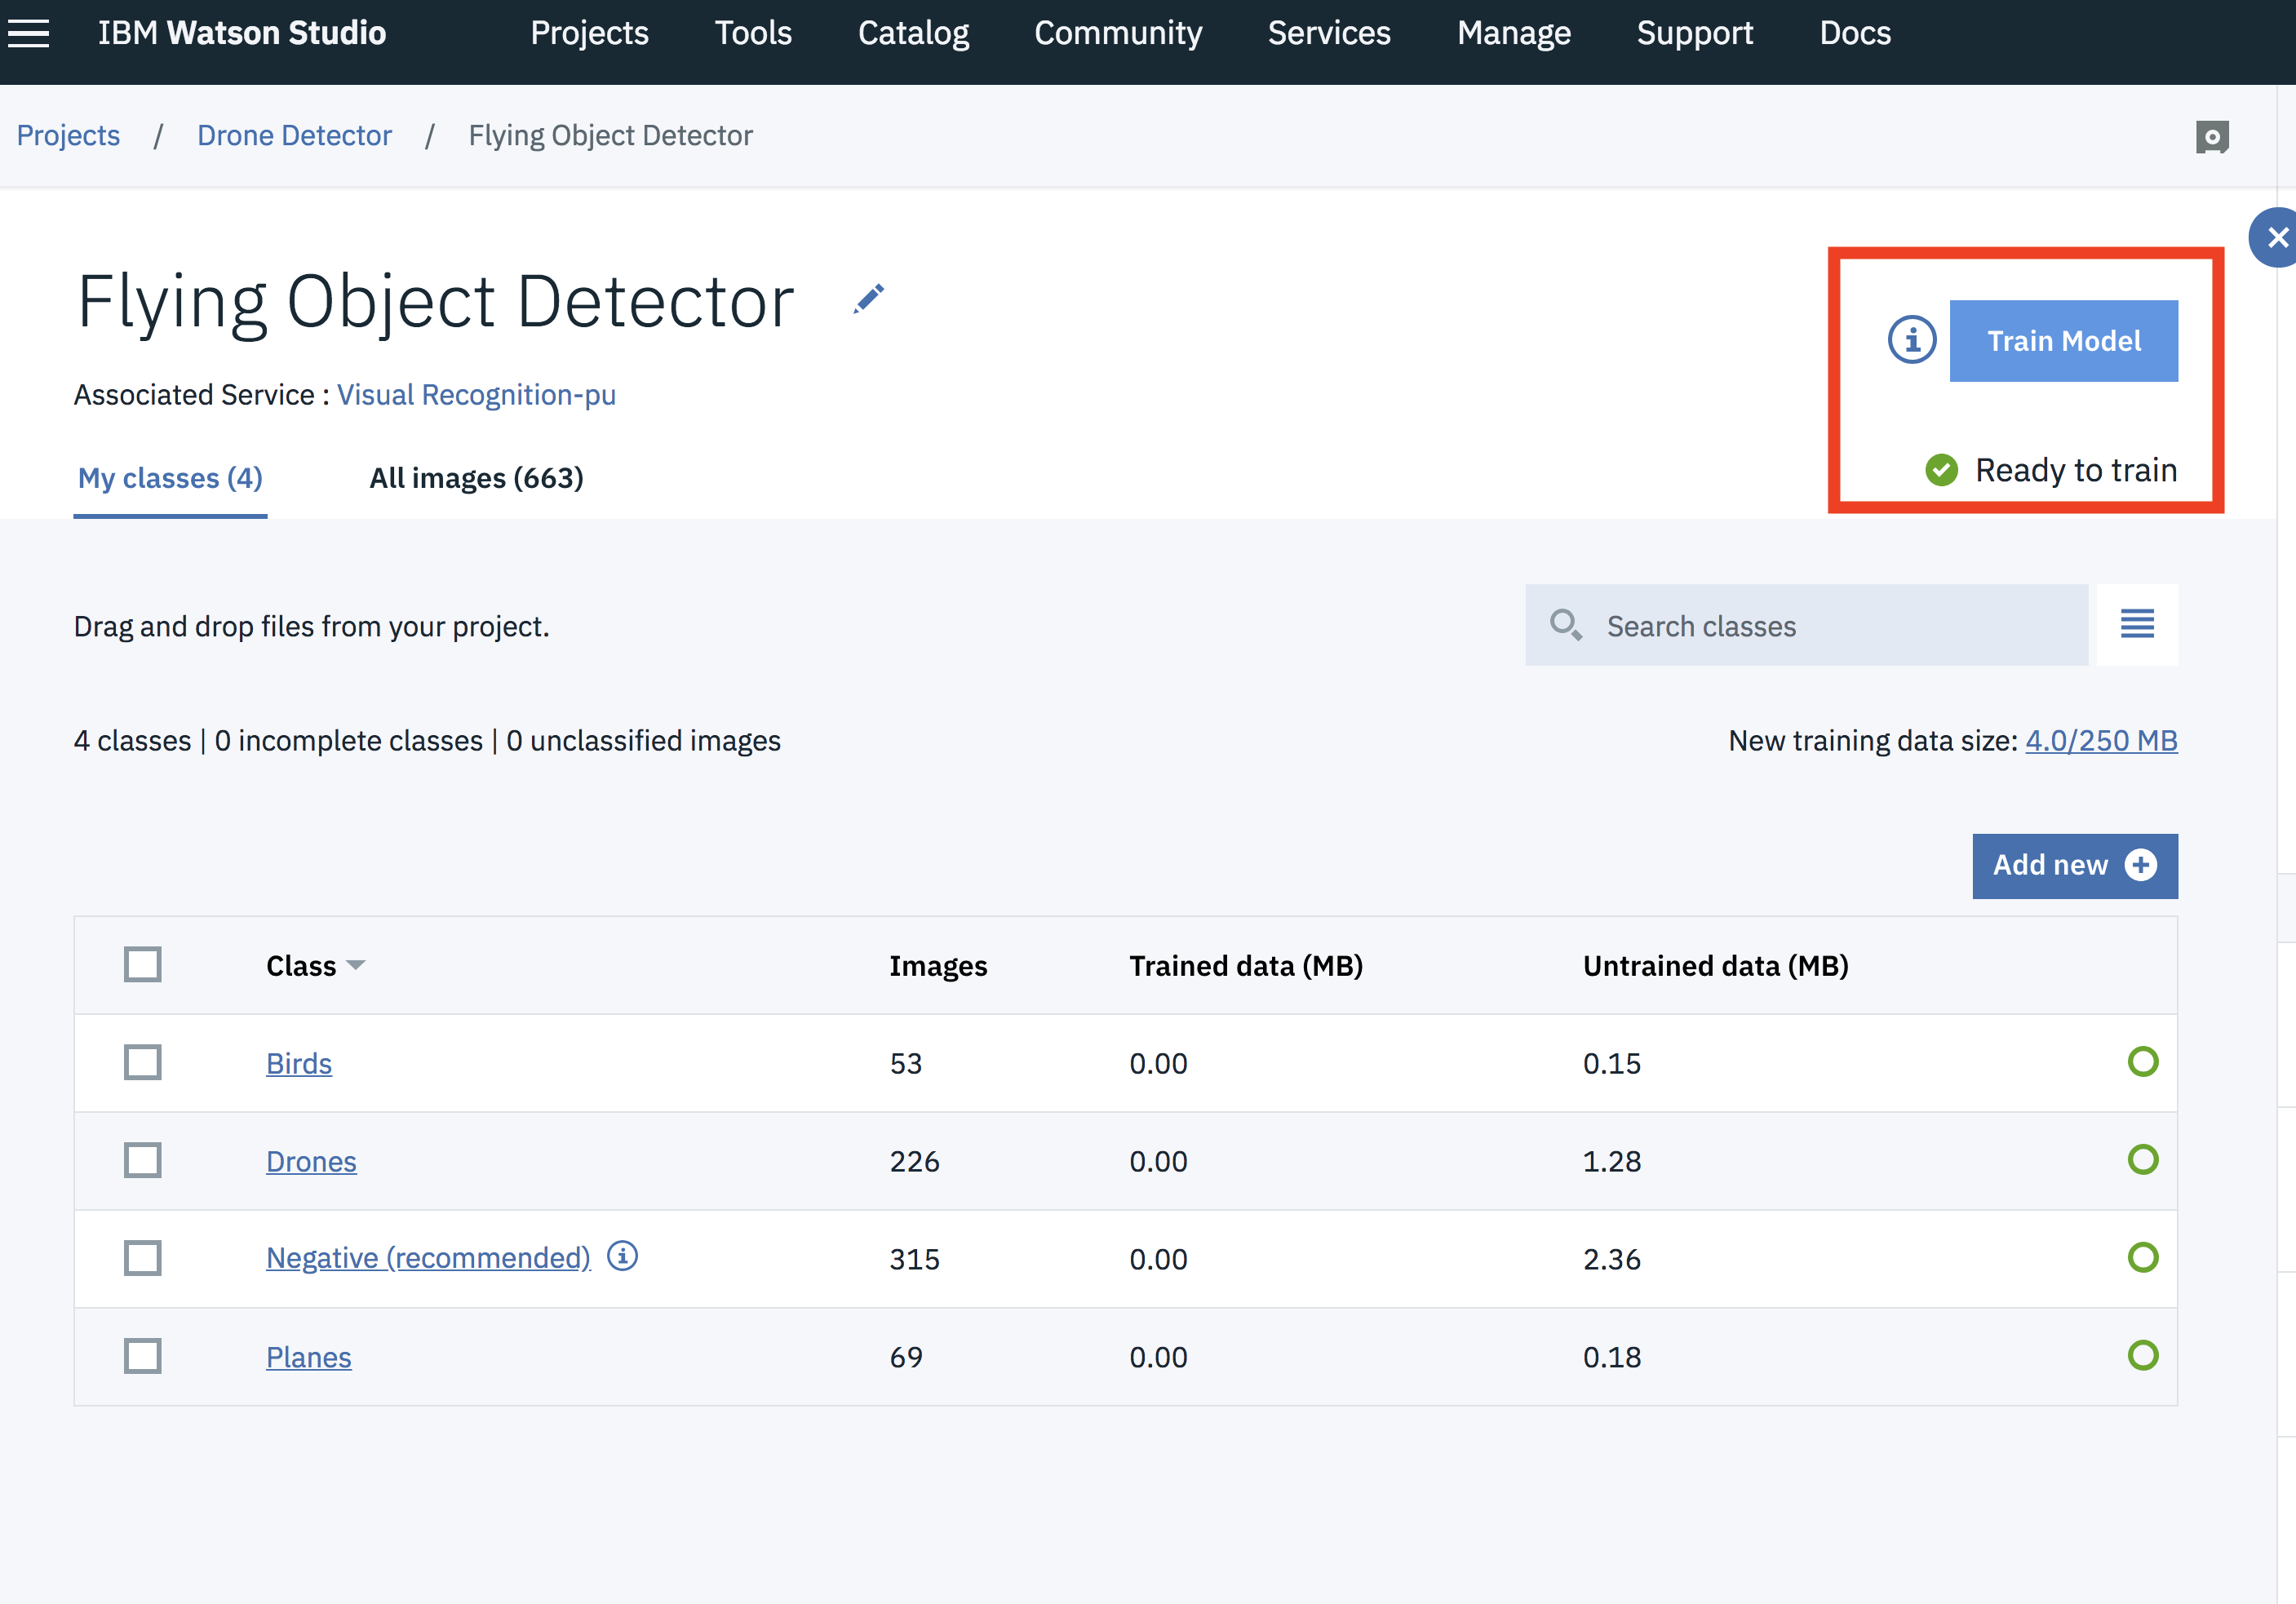 IBM Watson Studio Projects Tools Catalog Community Services Manage Support Docs
Projects / Drone Detector / Flying Object Detector
Flying Object Detector
Train Model
Associated Service : Visual Recognition-pu
Ready to train
My classes (4) All images (663)
Drag and drop files from your project.
Search classes
4 classes | 0 incomplete classes | 0 unclassified images
New training data size: 4.0/250 MB
Add new
Class Images Trained data (MB) Untrained data (MB)
Birds 53 0.00 0.15
Drones 226 0.00 1.28
Negative (recommended) 315 0.00 2.36
Planes 69 0.00 0.18